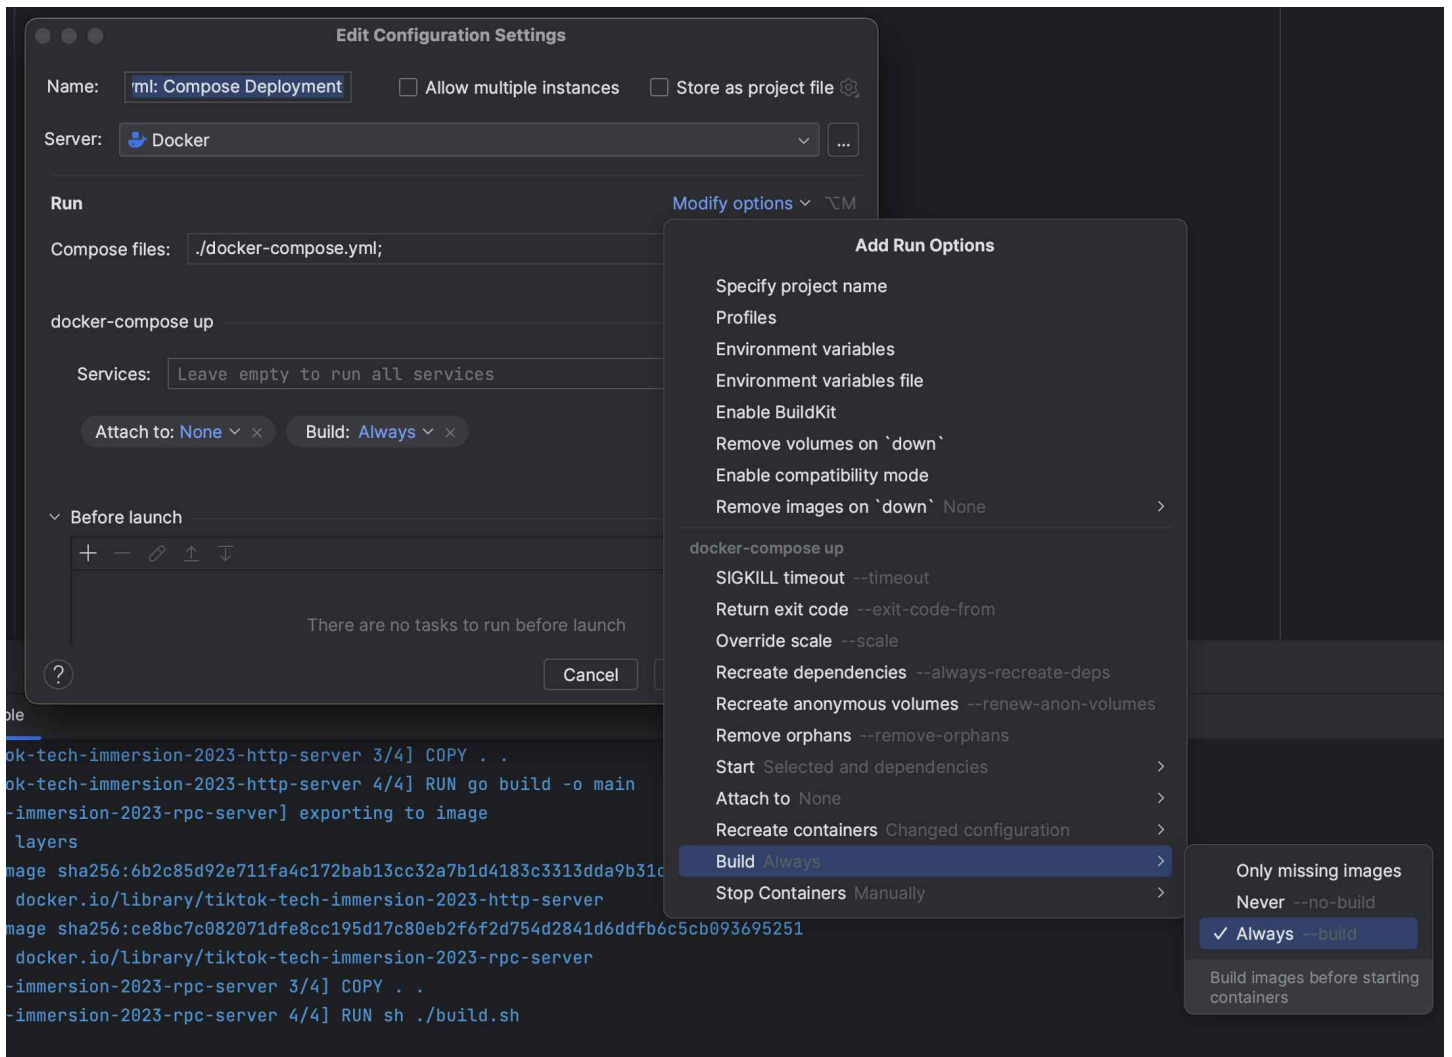 Edit Configuration Settings
Name: yml: Compose Deployment Allow multiple instances Store as project file
Server: Docker ...
Run Modify options ⌥M
Compose files: ./docker-compose.yml;
docker-compose up
Services: Leave empty to run all services
Attach to: None × Build: Always ×
Before launch
There are no tasks to run before launch
? Cancel
Add Run Options
Specify project name
Profiles
Environment variables
Environment variables file
Enable BuildKit
Remove volumes on `down`
Enable compatibility mode
Remove images on `down` None
docker-compose up
SIGKILL timeout --timeout
Return exit code --exit-code-from
Override scale --scale
Recreate dependencies --always-recreate-deps
Recreate anonymous volumes --renew-anon-volumes
Remove orphans --remove-orphans
Start Selected and dependencies
Attach to None
Recreate containers Changed configuration
Build Always
Stop Containers Manually
Only missing images
Never --no-build
✓ Always --build
Build images before starting
containers
ole
ok-tech-immersion-2023-http-server 3/4] COPY . .
ok-tech-immersion-2023-http-server 4/4] RUN go build -o main
-immersion-2023-rpc-server] exporting to image
layers
mage sha256:6b2c85d92e711fa4c172bab13cc32a7b1d4183c3313dda9b31c
docker.io/library/tiktok-tech-immersion-2023-http-server
mage sha256:ce8bc7c082071dfe8cc195d17c80eb2f6f2d754d2841d6ddfb6c5cb093695251
docker.io/library/tiktok-tech-immersion-2023-rpc-server
-immersion-2023-rpc-server 3/4] COPY . .
-immersion-2023-rpc-server 4/4] RUN sh ./build.sh